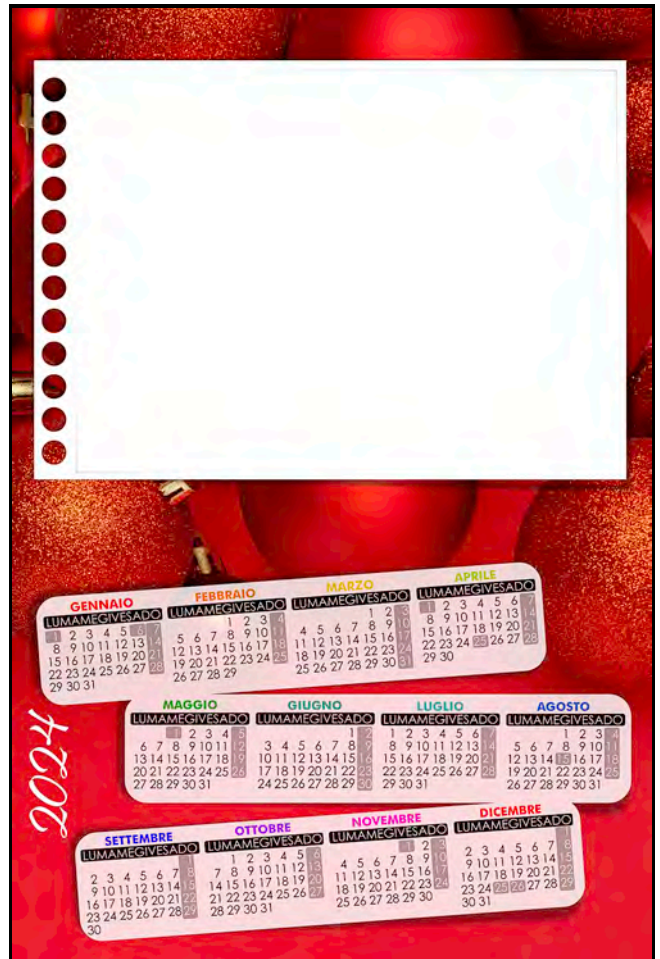 GENNAIO
LUMAMEGIVESADO
1 2 3 4 5 6 7
8 9 10 11 12 13 14
15 16 17 18 19 20 21
22 23 24 25 26 27 28
29 30 31
FEBBRAIO
LUMAMEGIVESADO
1 2 3 4
5 6 7 8 9 10 11
12 13 14 15 16 17 18
19 20 21 22 23 24 25
26 27 28 29
MARZO
LUMAMEGIVESADO
1 2 3
4 5 6 7 8 9 10
11 12 13 14 15 16 17
18 19 20 21 22 23 24
25 26 27 28 29 30 31
APRILE
LUMAMEGIVESADO
1 2 3 4 5 6 7
8 9 10 11 12 13 14
15 16 17 18 19 20 21
22 23 24 25 26 27 28
29 30
MAGGIO
LUMAMEGIVESADO
1 2 3 4 5
6 7 8 9 10 11 12
13 14 15 16 17 18 19
20 21 22 23 24 25 26
27 28 29 30 31
GIUGNO
LUMAMEGIVESADO
1 2
3 4 5 6 7 8 9
10 11 12 13 14 15 16
17 18 19 20 21 22 23
24 25 26 27 28 29 30
LUGLIO
LUMAMEGIVESADO
1 2 3 4 5 6 7
8 9 10 11 12 13 14
15 16 17 18 19 20 21
22 23 24 25 26 27 28
29 30 31
AGOSTO
LUMAMEGIVESADO
1 2 3 4
5 6 7 8 9 10 11
12 13 14 15 16 17 18
19 20 21 22 23 24 25
26 27 28 29 30 31
2024
SETTEMBRE
LUMAMEGIVESADO
1
2 3 4 5 6 7 8
9 10 11 12 13 14 15
16 17 18 19 20 21 22
23 24 25 26 27 28 29
30
OTTOBRE
LUMAMEGIVESADO
1 2 3 4 5 6
7 8 9 10 11 12 13
14 15 16 17 18 19 20
21 22 23 24 25 26 27
28 29 30 31
NOVEMBRE
LUMAMEGIVESADO
1 2 3
4 5 6 7 8 9 10
11 12 13 14 15 16 17
18 19 20 21 22 23 24
25 26 27 28 29 30
DICEMBRE
LUMAMEGIVESADO
1
2 3 4 5 6 7 8
9 10 11 12 13 14 15
16 17 18 19 20 21 22
23 24 25 26 27 28 29
30 31